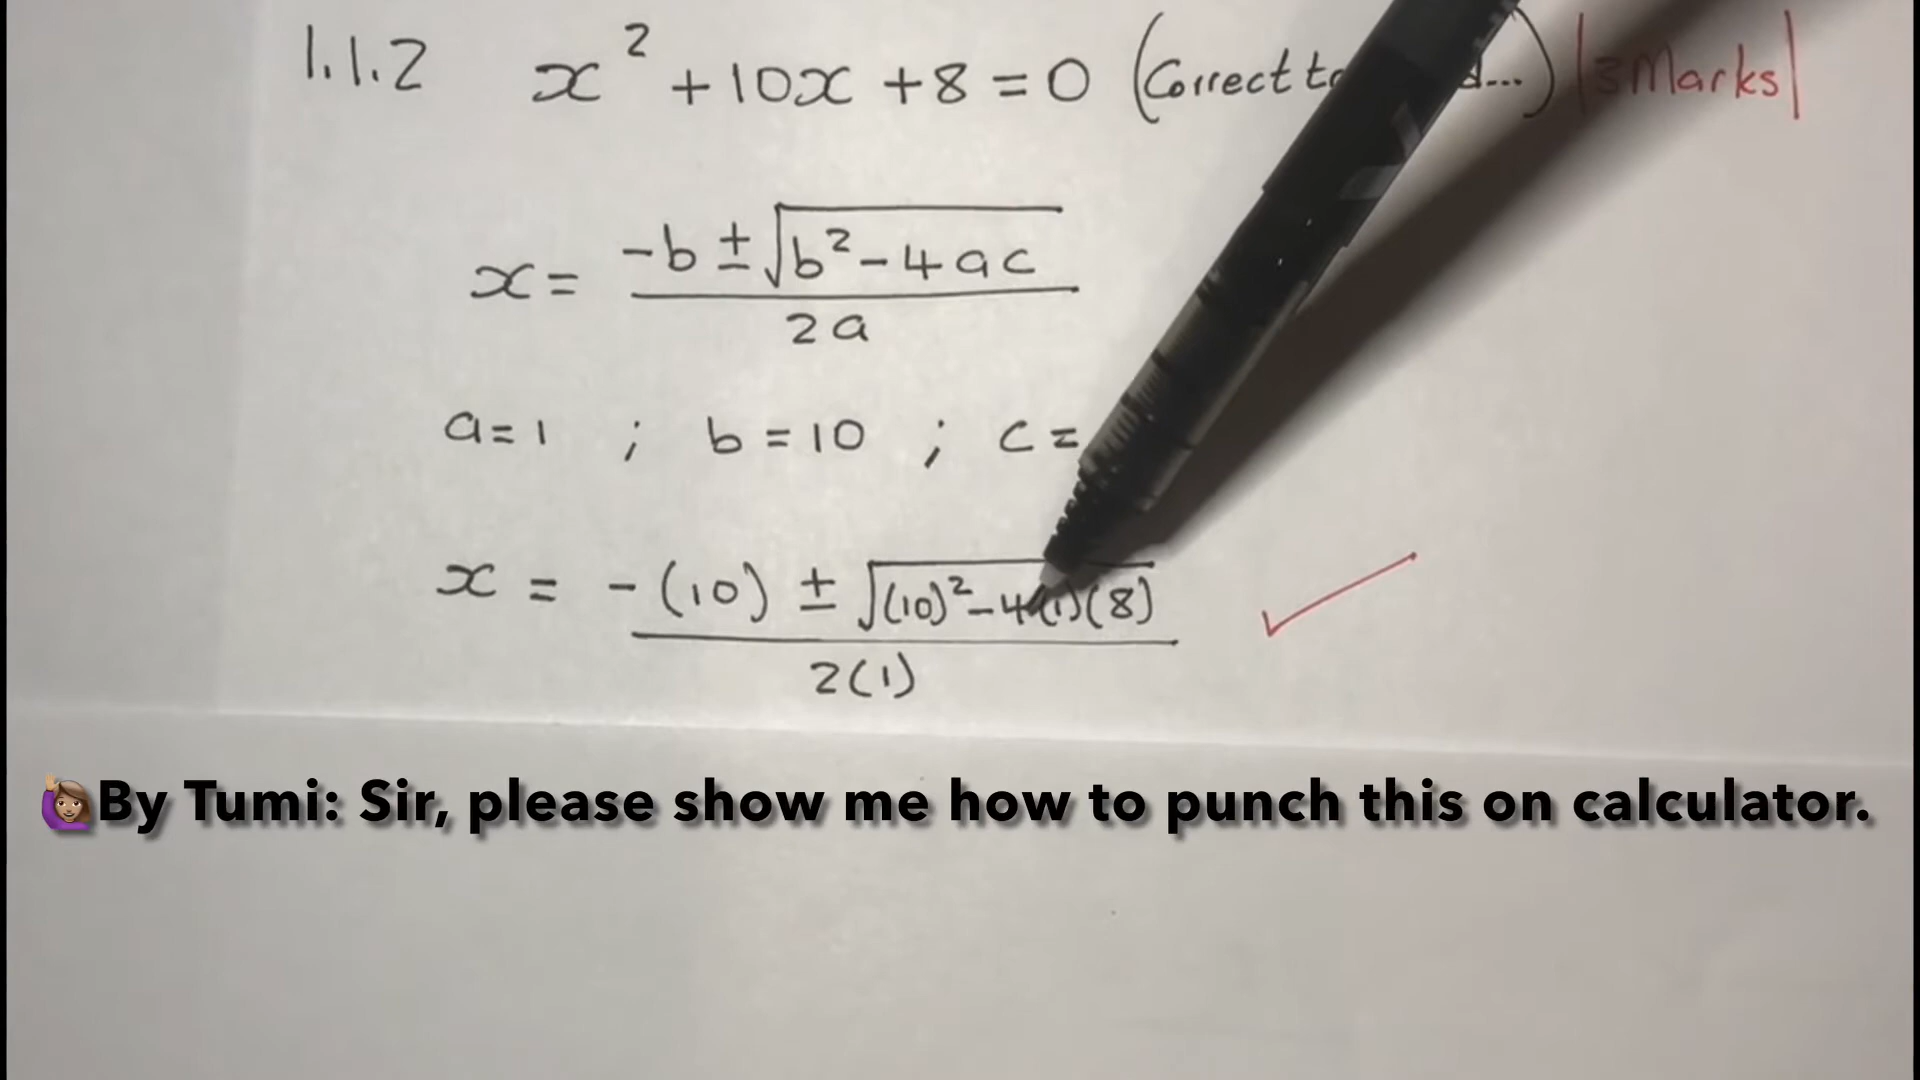 1.1.2 x² + 10x + 8 = 0 (Correct ...) |3 Marks|
x = -b ± √b² - 4ac
2a
a = 1 ; b = 10 ; c =
x = -(10) ± √(10)² - 4(1)(8)
2(1)
🙋🏽‍♀️By Tumi: Sir, please show me how to punch this on calculator.